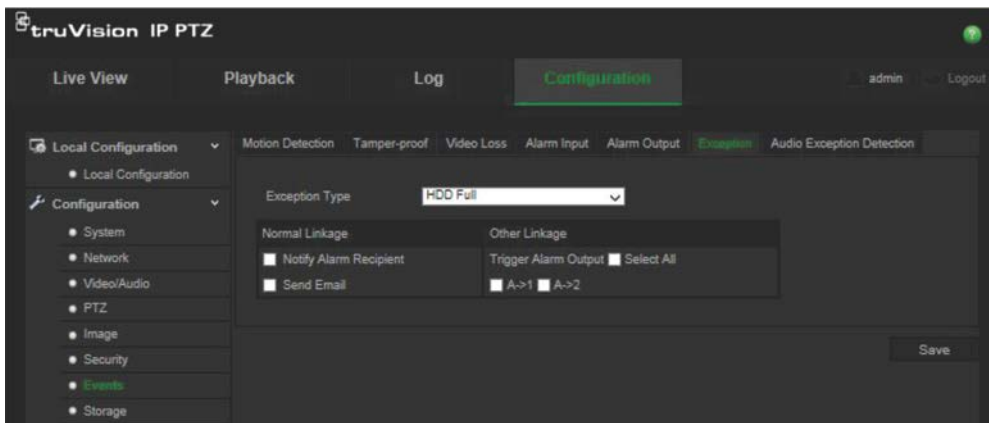 truVision IP PTZ
?
Live View Playback Log Configuration admin Logout
Motion Detection Tamper-proof Video Loss Alarm Input Alarm Output Exception Audio Exception Detection
Local Configuration
Local Configuration
Configuration
System
Network
Video/Audio
PTZ
Image
Security
Events
Storage
Exception Type HDD Full
Normal Linkage Other Linkage
Notify Alarm Recipient Trigger Alarm Output Select All
Send Email A->1 A->2
Save